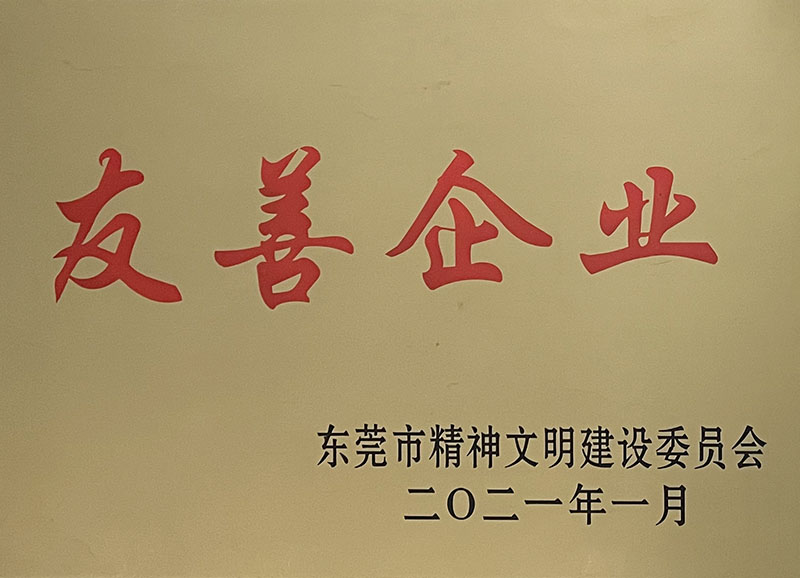 友善企业
东莞市精神文明建设委员会
二〇二一年一月